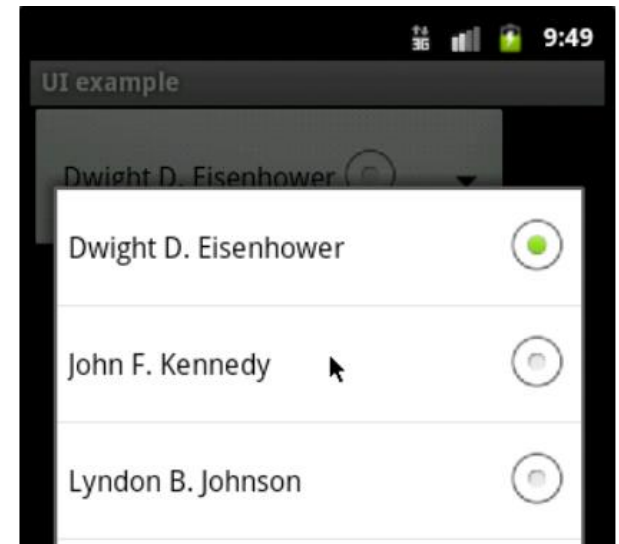 3G 9:49
UI example
Dwight D. Eisenhower
Dwight D. Eisenhower
John F. Kennedy
Lyndon B. Johnson